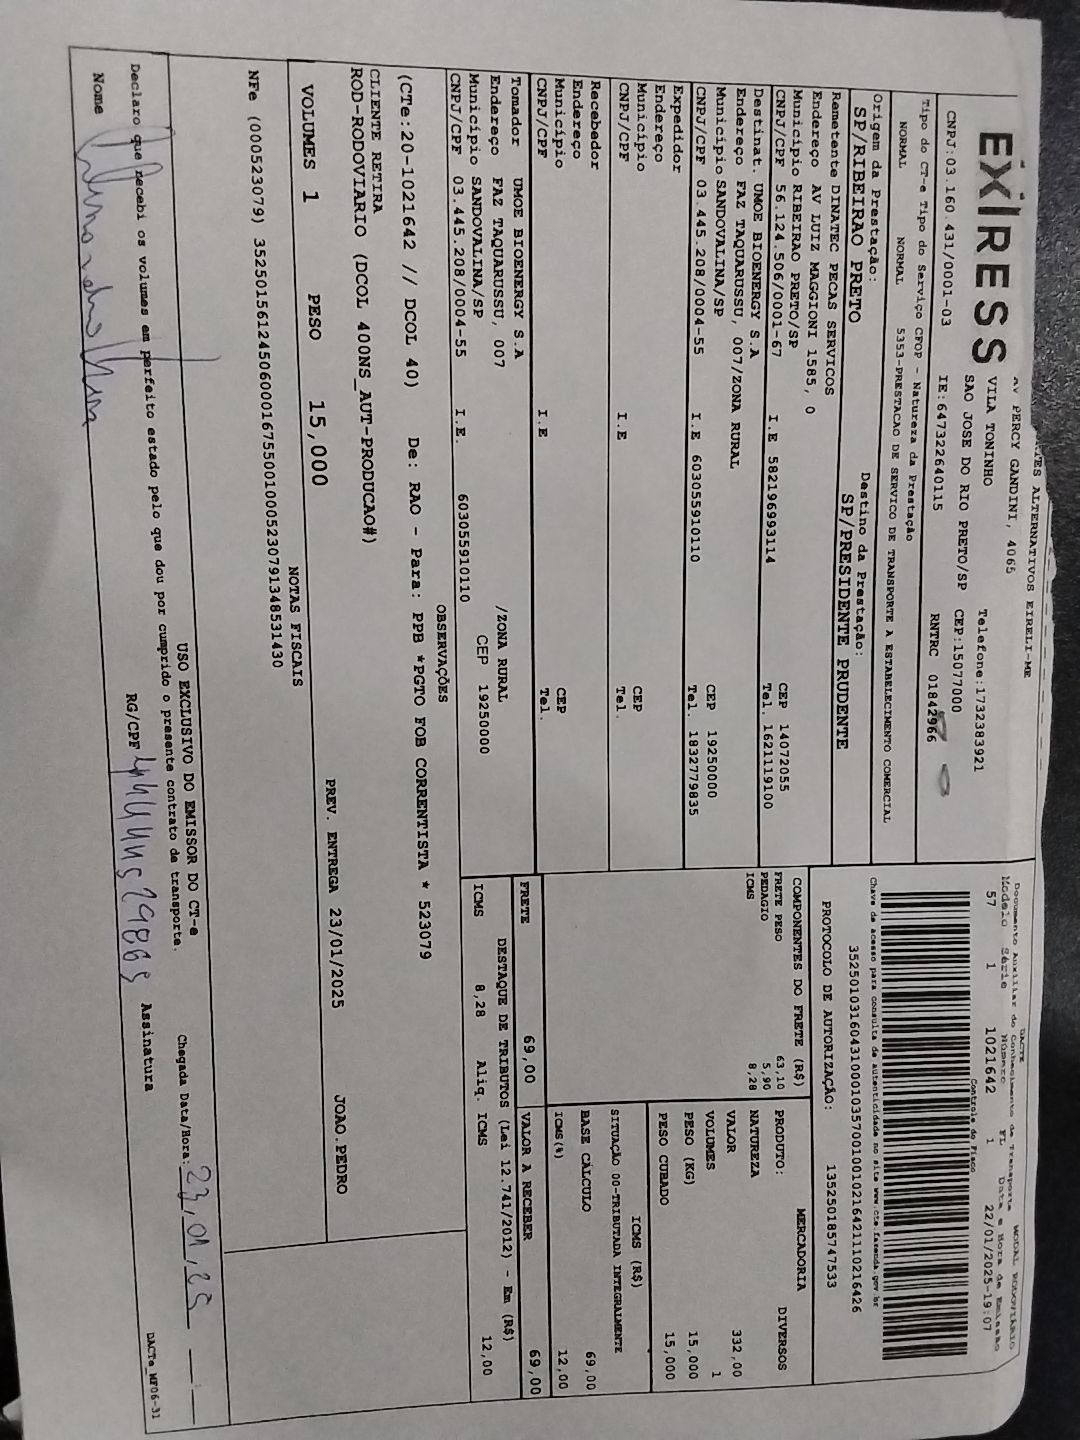 EXPRESS
TES ALTERNATIVOS EIRELI-ME
AV PERCY GANDINI, 4065
VILA TONINHO Telefone:1732383921
SAO JOSE DO RIO PRETO/SP CEP:15077000
CNPJ:03.160.431/0001-03 IE:647322640115 RNTRC 01842966
Tipo do CT-e Tipo do Serviço CFOP - Natureza da Prestação
NORMAL NORMAL 5353-PRESTACAO DE SERVICO DE TRANSPORTE A ESTABELECIMENTO COMERCIAL
Origem da Prestação: Destino da Prestação:
SP/RIBEIRAO PRETO SP/PRESIDENTE PRUDENTE
Remetente DINATEC PECAS SERVICOS
Endereço AV LUIZ MAGGIONI 1585, 0 CEP 14072055
Município RIBEIRAO PRETO/SP Tel. 1621119100
CNPJ/CPF 56.124.506/0001-67 I.E 582196993114
Destinat. UMOE BIOENERGY S.A
Endereço FAZ TAQUARUSSU, 007/ZONA RURAL CEP 19250000
Município SANDOVALINA/SP Tel. 1832779835
CNPJ/CPF 03.445.208/0004-55 I.E 603055910110
Expedidor
Endereço CEP
Município Tel.
CNPJ/CPF I.E
Recebedor
Endereço CEP
Município Tel.
CNPJ/CPF I.E
Tomador UMOE BIOENERGY S.A
Endereço FAZ TAQUARUSSU, 007 /ZONA RURAL
Município SANDOVALINA/SP CEP 19250000
CNPJ/CPF 03.445.208/0004-55 I.E. 603055910110
DACTE MODAL RODOVIÁRIO
Documento Auxiliar do Conhecimento de Transporte
Modelo Série Número FL Data e Hora de Emissão
57 1 1021642 1 22/01/2025-19:07
Controle do Fisco
Chave de acesso para consulta de autenticidade no site www.cte.fazenda.gov.br
35250103160431000103570010010216421110216426
PROTOCOLO DE AUTORIZAÇÃO: 135250185747533
COMPONENTES DO FRETE (R$)
FRETE PESO 63,10
PEDAGIO 5,90
ICMS 8,28
PRODUTO: MERCADORIA
NATUREZA DIVERSOS
VALOR 332,00
VOLUMES 1
PESO (KG) 15,000
PESO CUBADO 15,000
ICMS (R$)
SITUAÇÃO 00-TRIBUTADA INTEGRALMENTE
BASE CÁLCULO 69,00
ICMS(%) 12,00
FRETE 69,00 VALOR A RECEBER 69,00
DESTAQUE DE TRIBUTOS (Lei 12.741/2012) - Em (R$)
ICMS 8,28 Aliq. ICMS 12,00
OBSERVAÇÕES
(CTe:20-1021642 // DCOL 40) De: RAO - Para: PPB *PGTO FOB CORRENTISTA * 523079
CLIENTE RETIRA
ROD-RODOVIARIO (DCOL 400NS_AUT-PRODUCAO#)
VOLUMES 1 PESO 15,000 PREV. ENTREGA 23/01/2025 JOAO.PEDRO
NOTAS FISCAIS
NFe (000523079) 35250156124506000167550010005230791348531430
USO EXCLUSIVO DO EMISSOR DO CT-e
Declaro que recebi os volumes em perfeito estado pelo que dou por cumprido o presente contrato de transporte. Chegada Data/Hora: 23,01,25
Nome RG/CPF Assinatura
DACTe_MF06-31